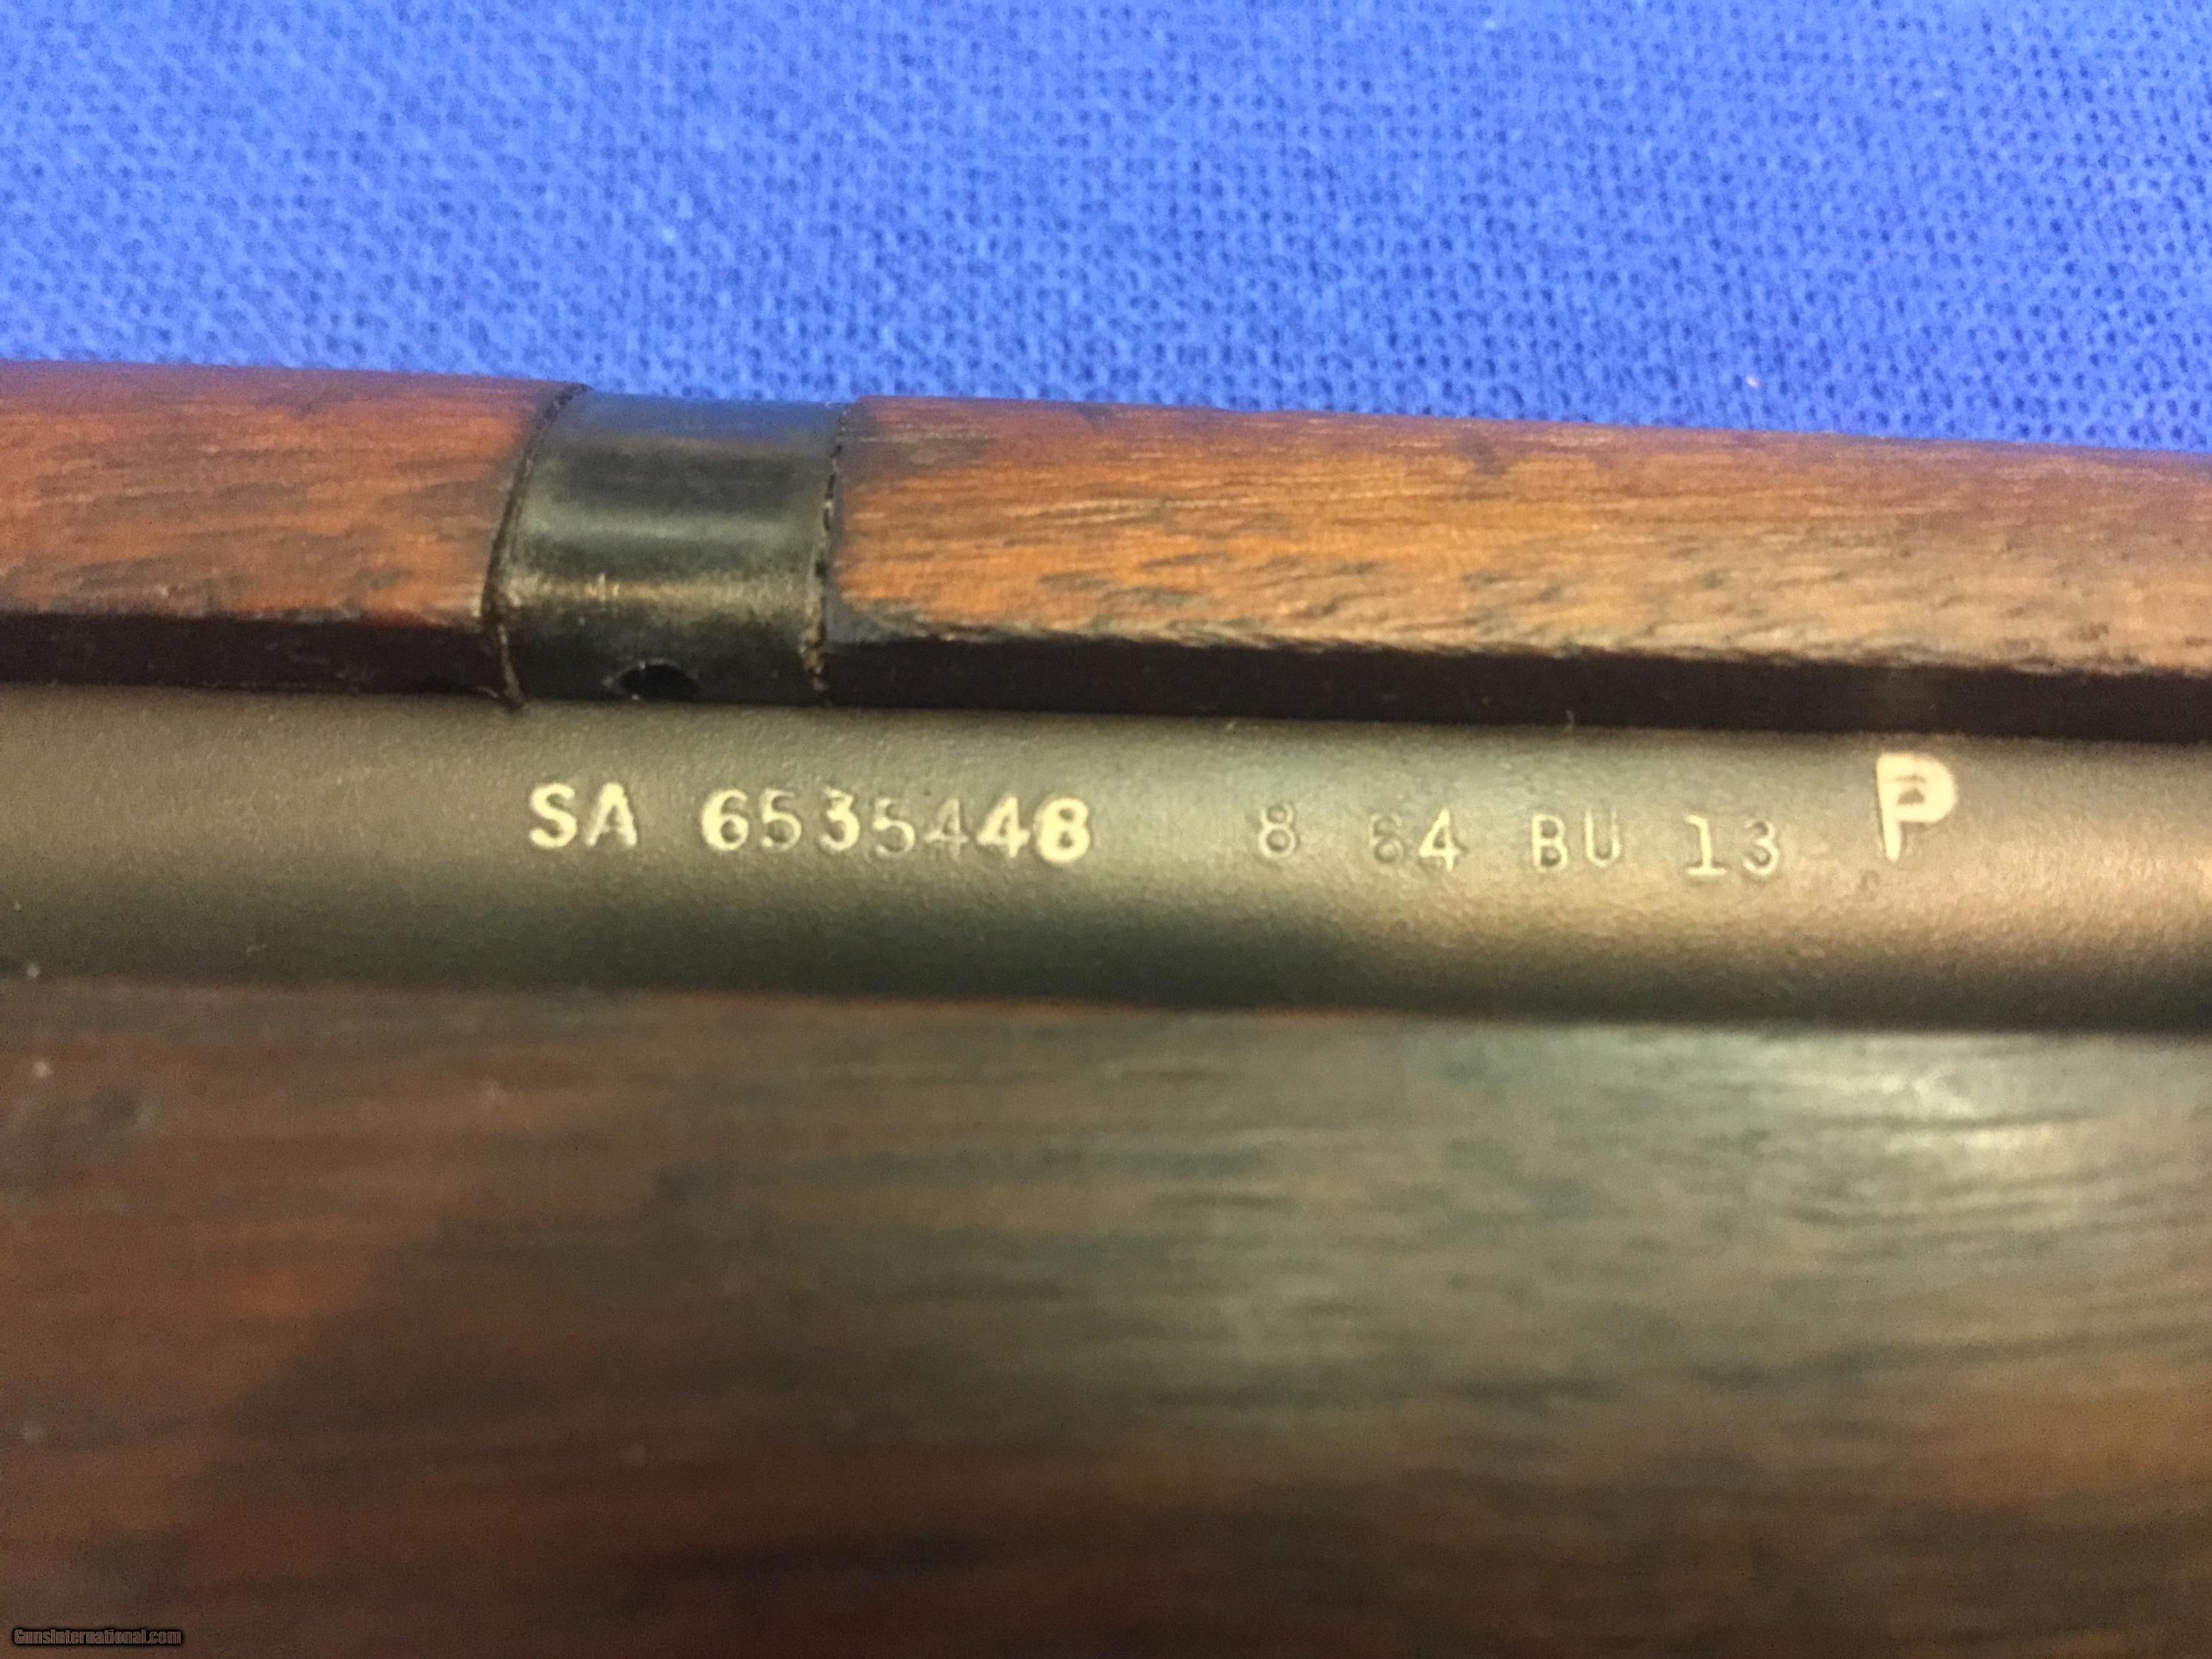 SA 6535448 8 64 BU 13 P
GunsInternational.com